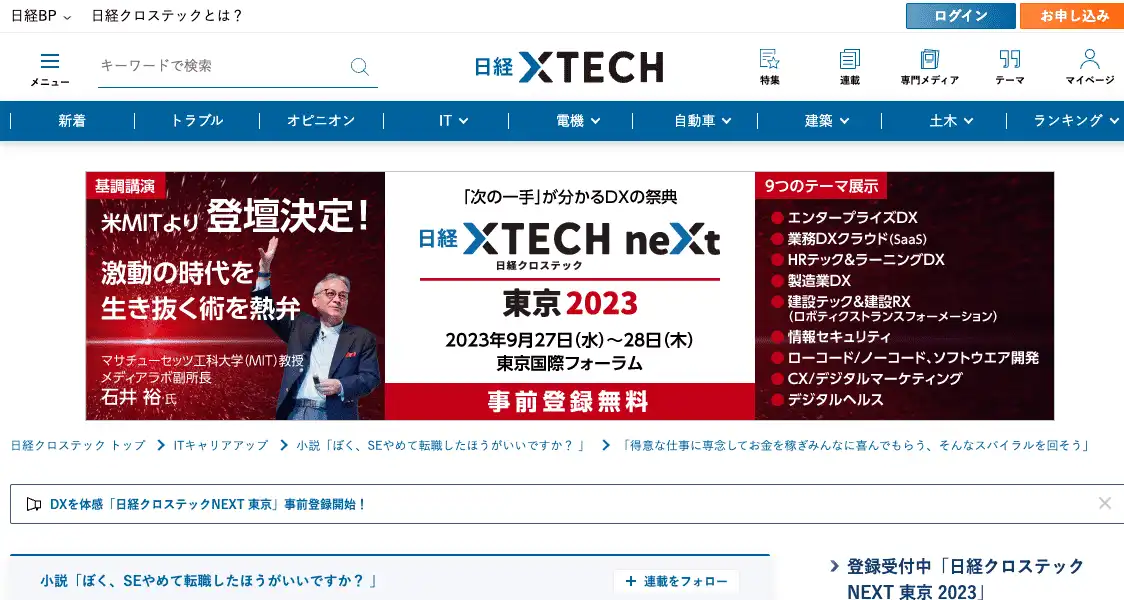 日経BP
日経クロステックとは？
ログイン
お申し込み
メニュー
キーワードで検索
日経 XTECH
特集
連載
専門メディア
テーマ
マイページ
新着
トラブル
オピニオン
IT
電機
自動車
建築
土木
ランキング
基調講演
米MITより 登壇決定！
激動の時代を
生き抜く術を熱弁
マサチューセッツ工科大学（MIT）教授
メディアラボ副所長
石井 裕 氏
「次の一手」が分かるDXの祭典
日経 XTECH neXt
日経クロステック
東京 2023
2023年9月27日（水）～28日（木）
東京国際フォーラム
事前登録無料
9つのテーマ展示
エンタープライズDX
業務DXクラウド（SaaS）
HRテック&ラーニングDX
製造業DX
建設テック&建設RX
（ロボティクストランスフォーメーション）
情報セキュリティ
ローコード/ノーコード、ソフトウエア開発
CX/デジタルマーケティング
デジタルヘルス
日経クロステック トップ
ITキャリアアップ
小説「ぼく、SEやめて転職したほうがいいですか？ 」
「得意な仕事に専念してお金を稼ぎみんなに喜んでもらう、そんなスパイラルを回そう」
DXを体感「日経クロステックNEXT 東京」事前登録開始！
小説「ぼく、SEやめて転職したほうがいいですか？ 」
＋ 連載をフォロー
登録受付中「日経クロステック
NEXT 東京 2023」